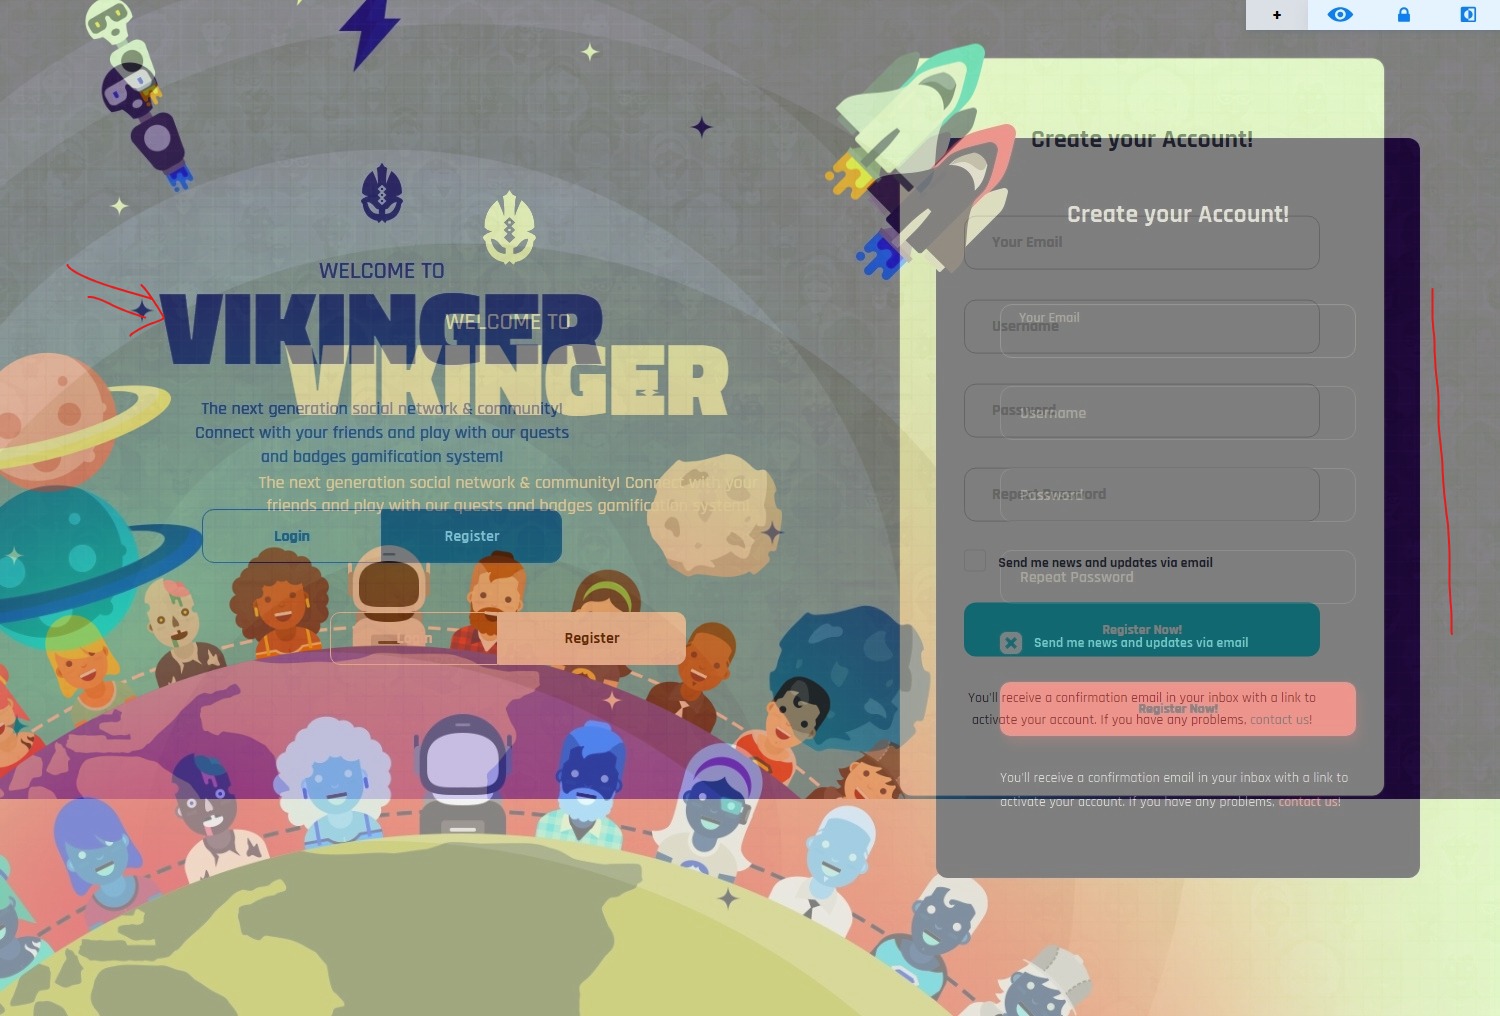 +
Create your Account!
Create your Account!
Your Email
WELCOME TO
VIKINGER
WELCOME TO
VIKINGER
Your Email
Username
Password
Username
The next generation social network & community!
Connect with your friends and play with our quests
and badges gamification system!
The next generation social network & community! Connect with your
friends and play with our quests and badges gamification system!
Repeat Password
Password
Login
Register
Send me news and updates via email
Repeat Password
Login
Register
Register Now!
Send me news and updates via email
You'll receive a confirmation email in your inbox with a link to
activate your account. If you have any problems, contact us!
Register Now!
You'll receive a confirmation email in your inbox with a link to
activate your account. If you have any problems, contact us!